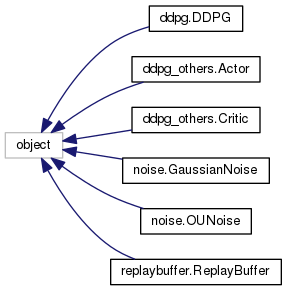 ddpg.DDPG
ddpg_others.Actor
ddpg_others.Critic
object
noise.GaussianNoise
noise.OUNoise
replaybuffer.ReplayBuffer